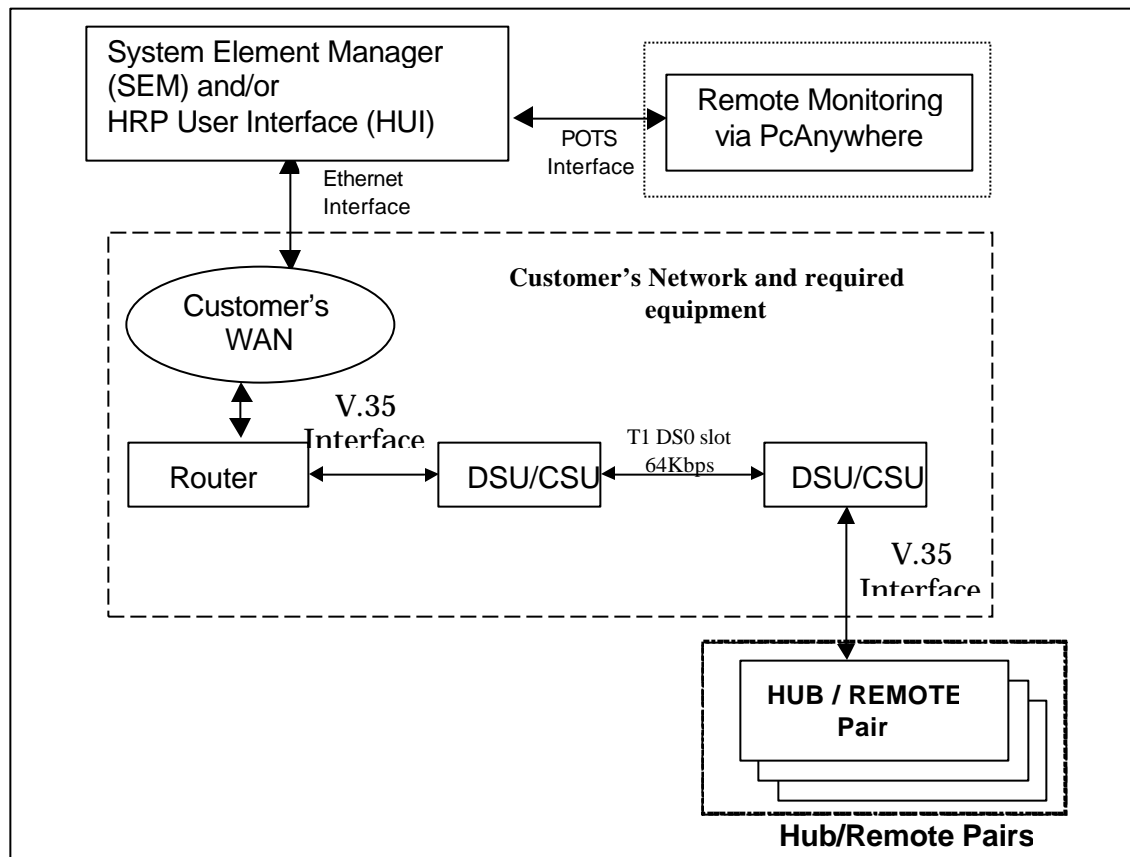 System Element Manager
(SEM) and/or
HRP User Interface (HUI)
Remote Monitoring
via PcAnywhere
POTS
Interface
Ethernet
Interface
Customer's Network and required
equipment
Customer's
WAN
V.35
Interface
T1 DS0 slot
64Kbps
Router
DSU/CSU
DSU/CSU
V.35
Interface
HUB / REMOTE
Pair
Hub/Remote Pairs